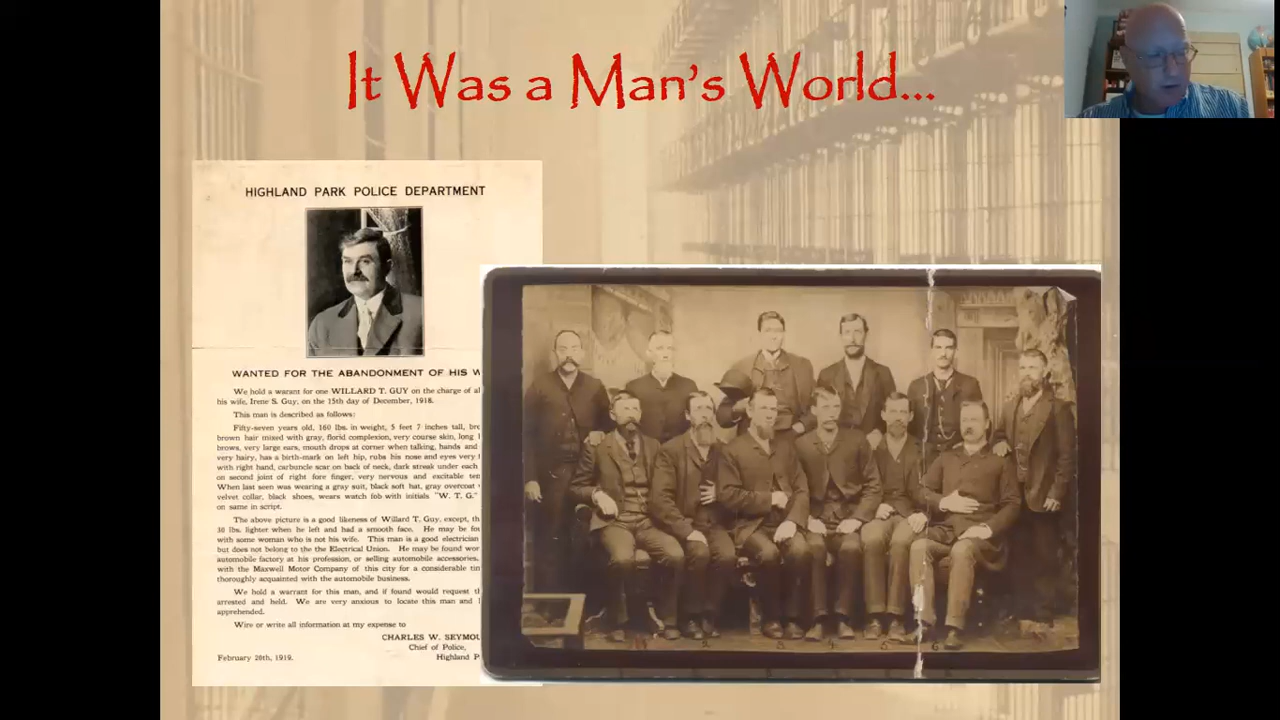 It Was a Man's World...
HIGHLAND PARK POLICE DEPARTMENT
WANTED FOR THE ABANDONMENT OF HIS W
We hold a warant for one WILLARD T. GUY on the charge of
his wife, Irene S. Guy, on the 15th day of December, 1918.
This man is described as follows:
Fifty-seven years old, 160 lbs. in weight, 5 feet 7 inches tall,
brown hair mixed with gray, florid complexion, very course skin, long
brows, very large ears, mouth drops at corner when talking, hands and
very hairy, has a birth-mark on left hip, rubs his nose and eyes very
with right hand, carbuncle scar on back of neck, dark streak under each
on second joint of right fore finger, very nervous and excitable
When last seen was wearing a gray suit, black soft hat, gray overcoat
velvet collar, black shoes, wears watch fob with initials "W. T. G."
on same in script.
The above picture is a good likeness of Willard T. Guy, except,
lbs. lighter when he left and had a smooth face. He may be
with some woman who is not his wife. This man is a good electrician
but does not belong to the the Electrical Union. He may be found
automobile factory at his profession, or selling automobile accessories,
with the Maxwell Motor Company of this city for a considerable
thoroughly acquainted with the automobile business.
We hold a warrant for this man, and if found would request
arrested and held. We are very anxious to locate this man and
apprehended.
Wire or write all information at my expense to
CHARLES W. SEYMOU
Chief of Police,
February 20th, 1919.
Highland P
2 3 4 5 6